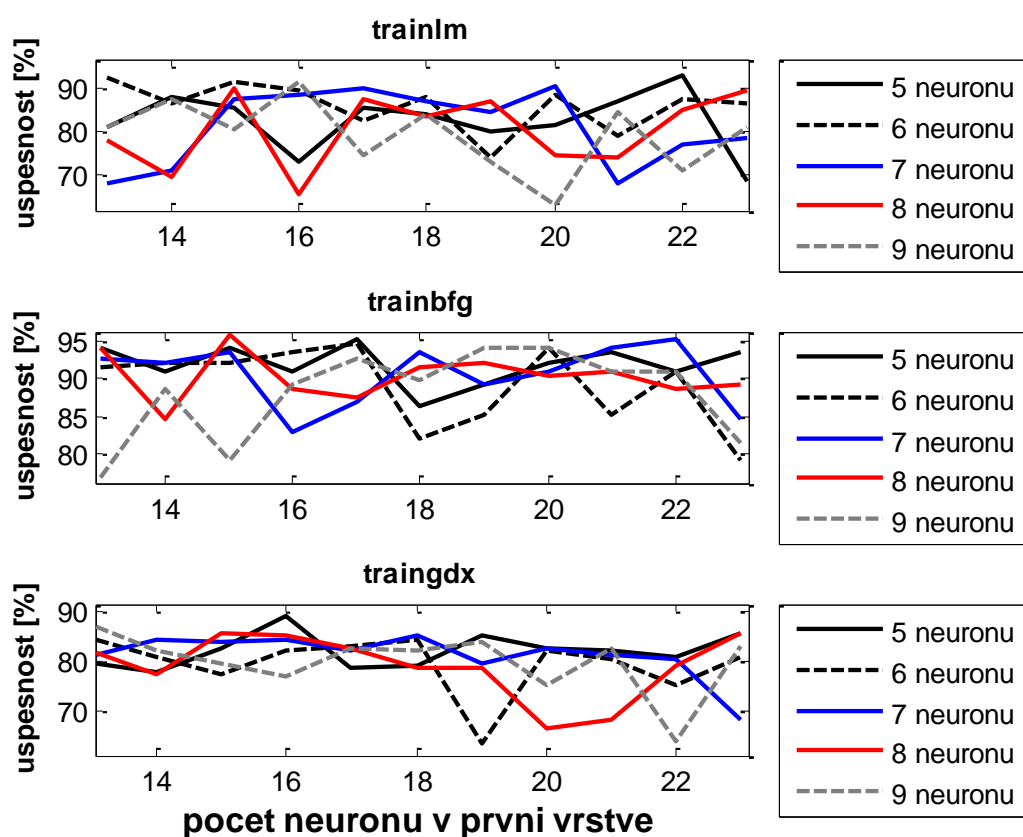 trainlm
uspesnost [%]
90
80
70
14 16 18 20 22
5 neuronu
6 neuronu
7 neuronu
8 neuronu
9 neuronu
trainbfg
uspesnost [%]
95
90
85
80
14 16 18 20 22
5 neuronu
6 neuronu
7 neuronu
8 neuronu
9 neuronu
traingdx
uspesnost [%]
90
80
70
14 16 18 20 22
5 neuronu
6 neuronu
7 neuronu
8 neuronu
9 neuronu
pocet neuronu v prvni vrstve